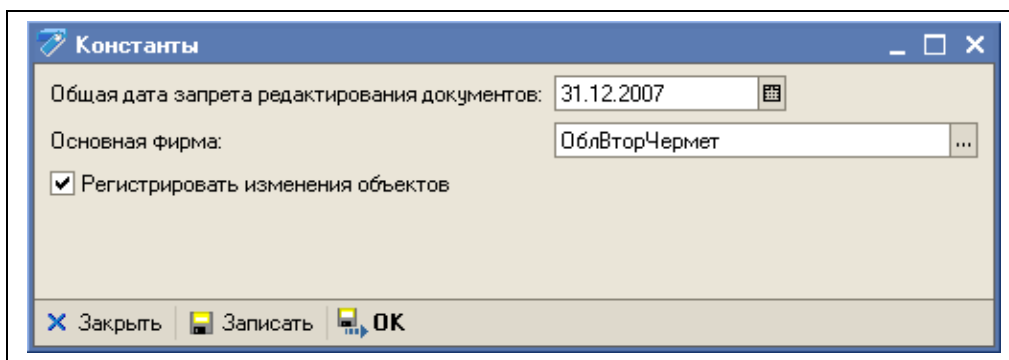 Константы
Общая дата запрета редактирования документов: 31.12.2007
Основная фирма: ОблВторЧермет ...
Регистрировать изменения объектов
Закрыть Записать OK